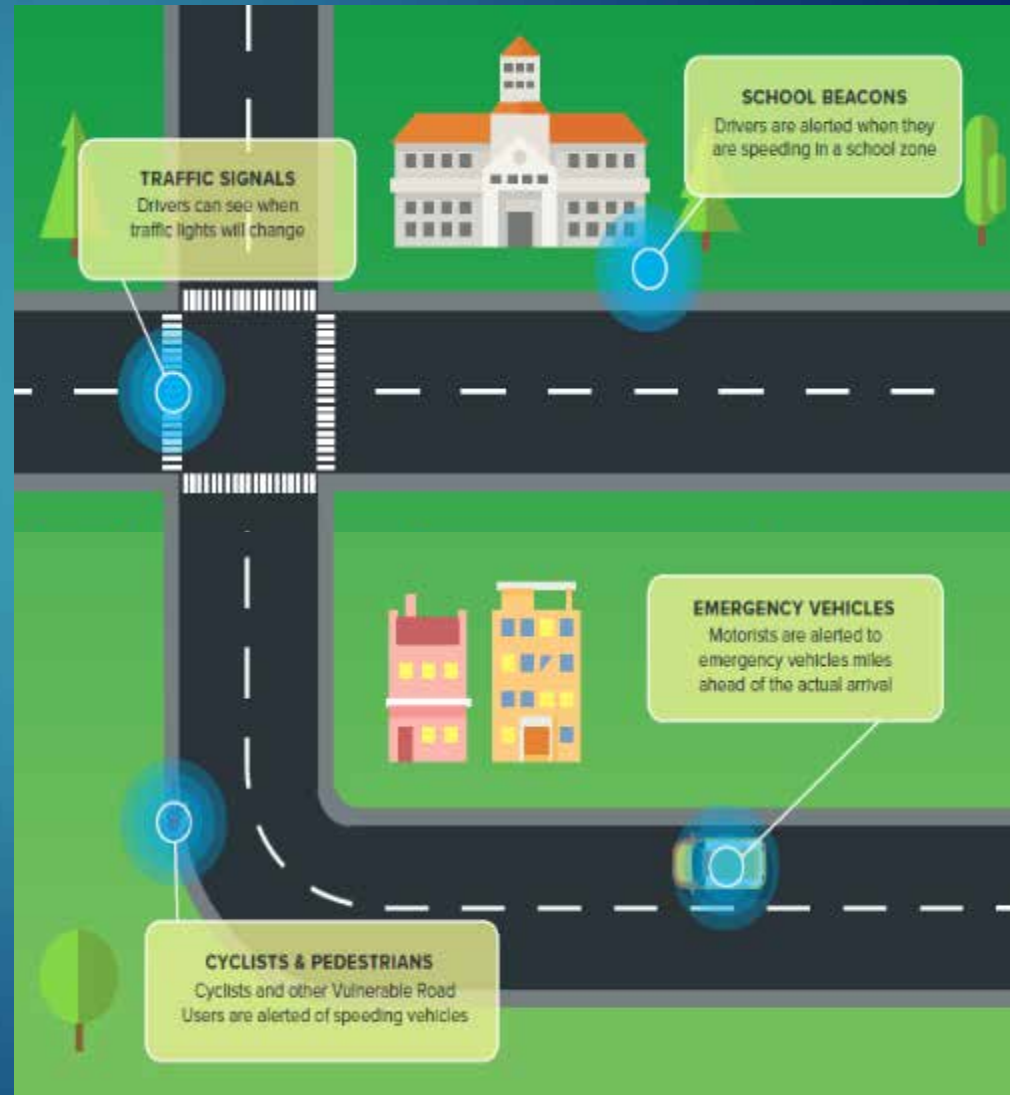 SCHOOL BEACONS
Drivers are alerted when they
are speeding in a school zone
TRAFFIC SIGNALS
Drivers can see when
traffic lights will change
EMERGENCY VEHICLES
Motorists are alerted to
emergency vehicles miles
ahead of the actual arrival
CYCLISTS & PEDESTRIANS
Cyclists and other Vulnerable Road
Users are alerted of speeding vehicles